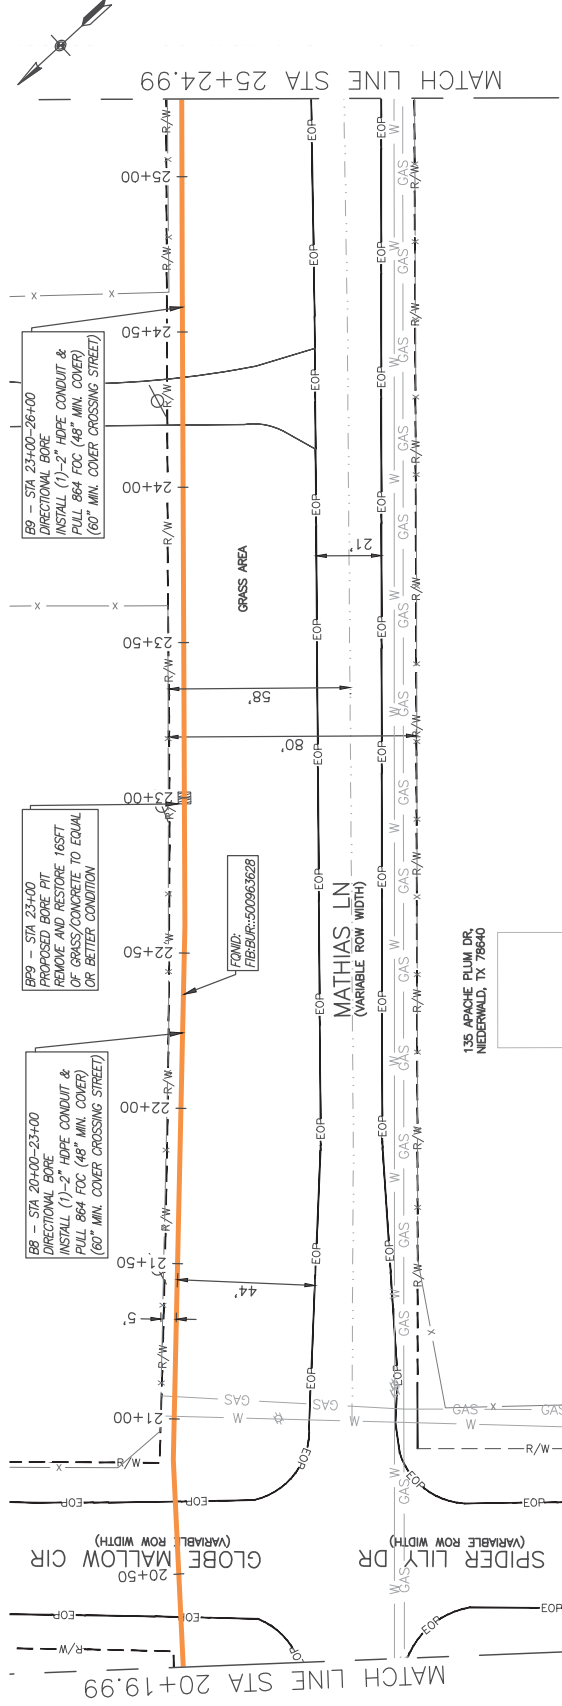 MATCH LINE STA 25+24.99
25+00
24+50
24+00
23+50
23+00
22+50
22+00
21+50
21+00
20+50
B9 - STA 23+00-26+00
DIRECTIONAL BORE
INSTALL (1)-2" HDPE CONDUIT &
PULL 864 FOC (48" MIN. COVER)
(60" MIN. COVER CROSSING STREET)
GRASS AREA
21'
58'
80'
BP9 - STA 23+00
PROPOSED BORE PIT
REMOVE AND RESTORE 16SFT
OF GRASS/CONCRETE TO EQUAL
OR BETTER CONDITION
FQNID:
FIB:BUR::500963628
MATHIAS LN
(VARIABLE ROW WIDTH)
135 APACHE PLUM DR,
NIEDERWALD, TX 78640
B8 - STA 20+00-23+00
DIRECTIONAL BORE
INSTALL (1)-2" HDPE CONDUIT &
PULL 864 FOC (48" MIN. COVER)
(60" MIN. COVER CROSSING STREET)
44'
5'
R/W
EOP
GAS
W
X
GLOBE MALLOW CIR
(VARIABLE ROW WIDTH)
SPIDER LILY DR
(VARIABLE ROW WIDTH)
MATCH LINE STA 20+19.99